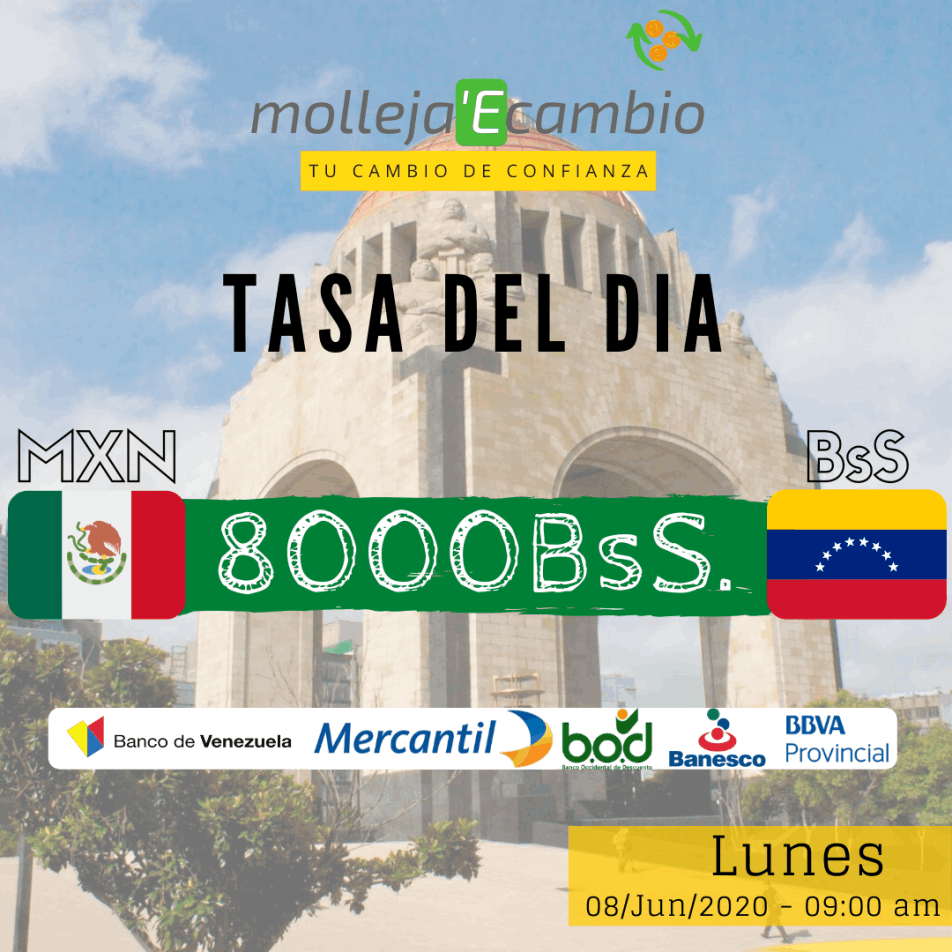 molleja'Ecambio
TU CAMBIO DE CONFIANZA
TASA DEL DIA
MXN
BsS
8000BsS.
Banco de Venezuela
Mercantil
b.o.d
Banco Occidental de Descuento
Banesco
BBVA
Provincial
Lunes
08/Jun/2020 - 09:00 am